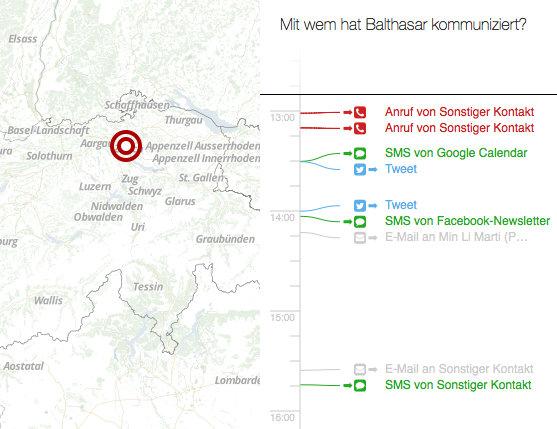 Elsass
Schaffhausen
Thurgau
Basel-Landschaft
Aargau
Solothurn
Appenzell Ausserrhoden
Appenzell Innerrhoden
Zug
St. Gallen
Luzern
Schwyz
Nidwalden
Glarus
Obwalden
Uri
Graubünden
Tessin
Wallis
Aostatal
Mit wem hat Balthasar kommuniziert?
13:00
Anruf von Sonstiger Kontakt
Anruf von Sonstiger Kontakt
SMS von Google Calendar
Tweet
Tweet
14:00
SMS von Facebook-Newsletter
E-Mail an Min Li Marti (P...
15:00
E-Mail an Sonstiger Kontakt
SMS von Sonstiger Kontakt
16:00